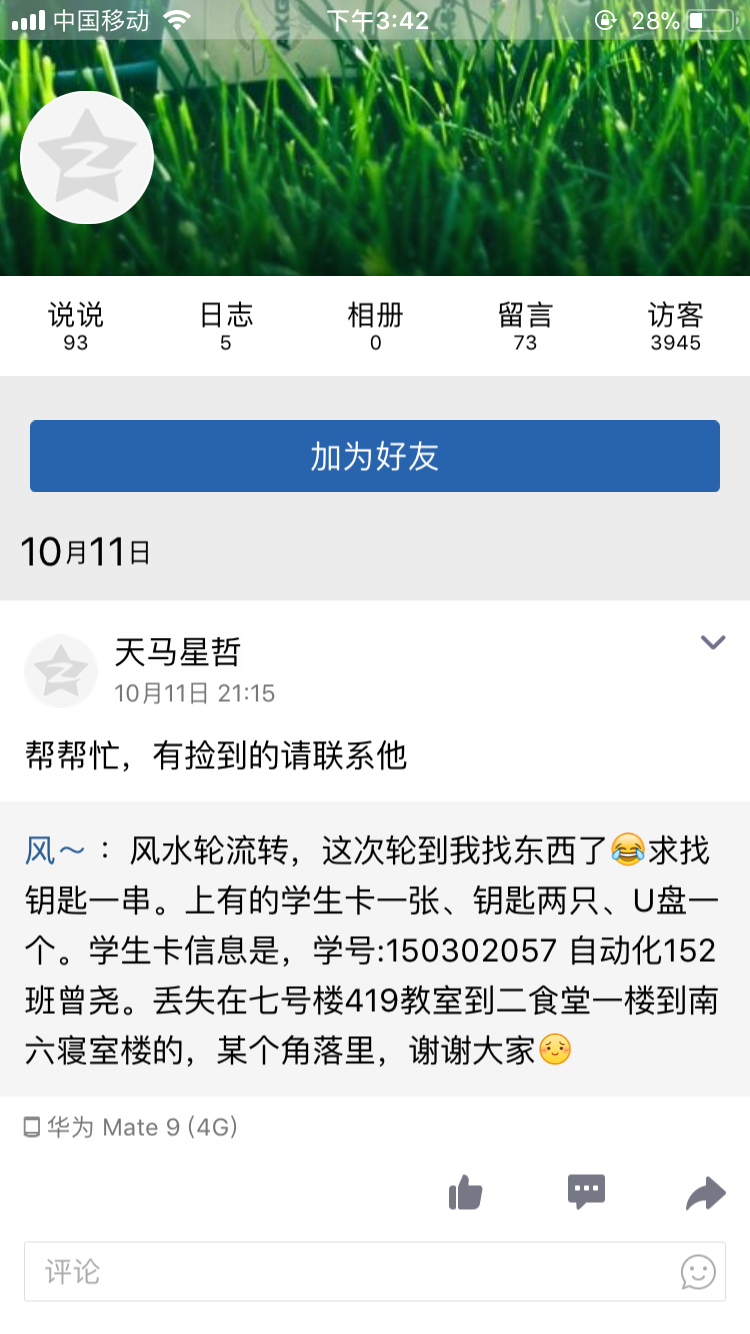 中国移动 下午3:42 28%
说说 日志 相册 留言 访客
93 5 0 73 3945
加为好友
10月11日
天马星哲
10月11日 21:15
帮帮忙，有捡到的请联系他
风～ ：风水轮流转，这次轮到我找东西了😂求找
钥匙一串。上有的学生卡一张、钥匙两只、U盘一
个。学生卡信息是，学号:150302057 自动化152
班曾尧。丢失在七号楼419教室到二食堂一楼到南
六寝室楼的，某个角落里，谢谢大家☺️
华为 Mate 9 (4G)
评论